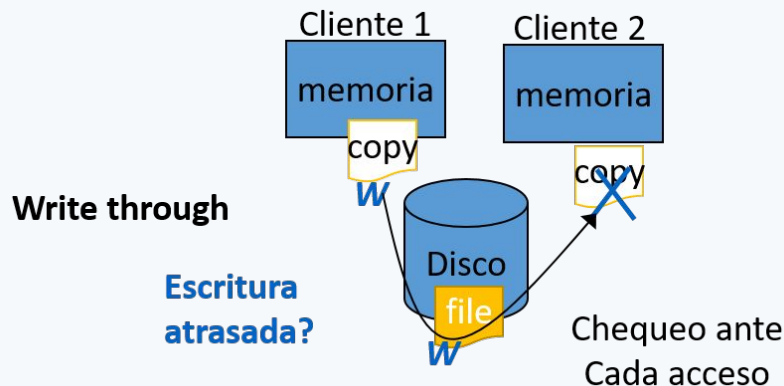 Cliente 1
Cliente 2
memoria
memoria
copy
copy
W
Write through
Disco
Escritura
atrasada?
file
W
Chequeo ante
Cada acceso